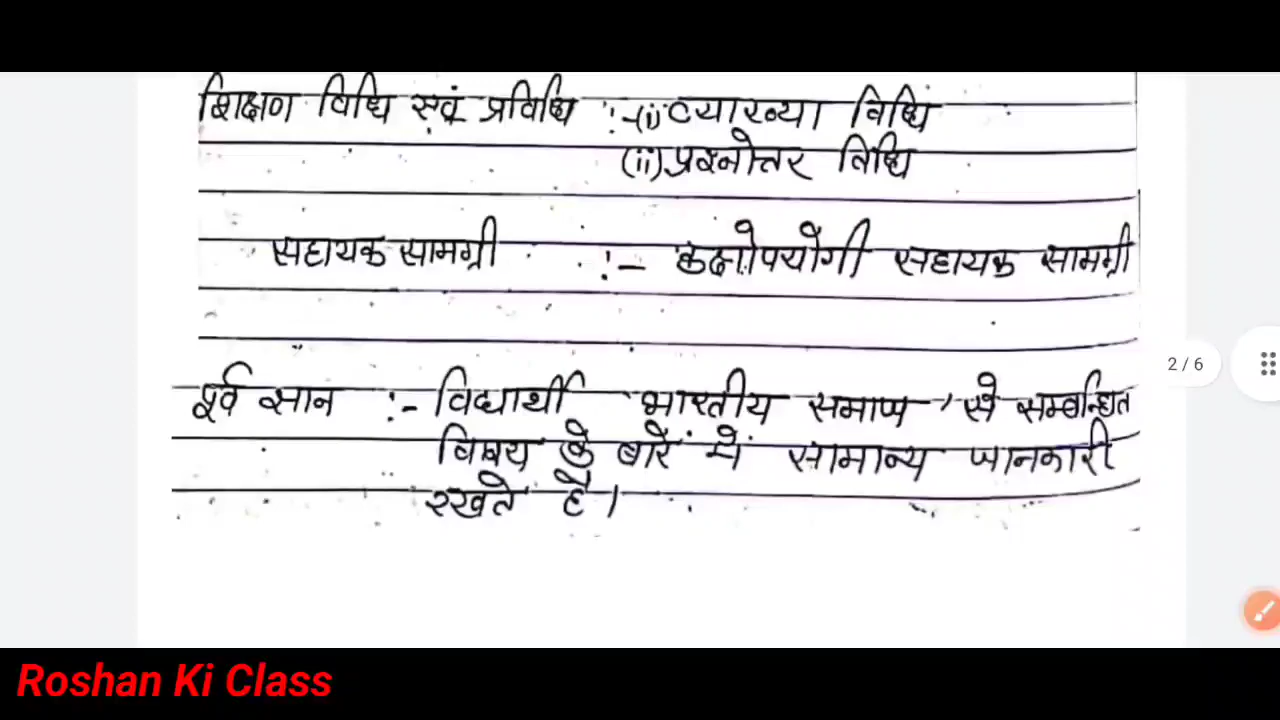 शिक्षण विधि एवं प्रविधि :- (i) व्याख्या विधि
(ii) प्रश्नोत्तर विधि
सहायक सामग्री :- कक्षोपयोगी सहायक सामग्री
पूर्व ज्ञान :- विद्यार्थी भारतीय समाज से सम्बन्धित
विषय के बारें में सामान्य जानकारी
रखते है।
2 / 6
Roshan Ki Class